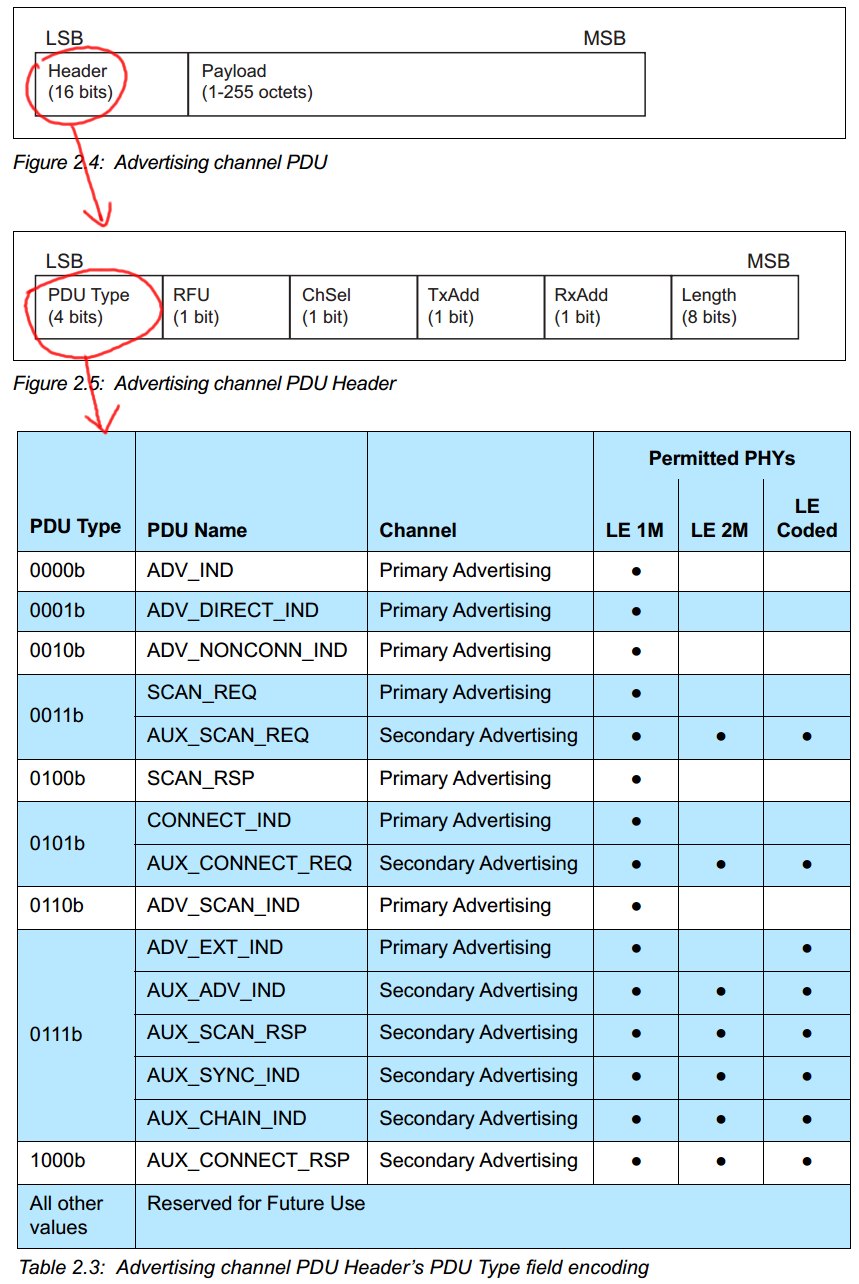 LSB MSB
Header Payload
(16 bits) (1-255 octets)
Figure 2.4: Advertising channel PDU
LSB MSB
PDU Type RFU ChSel TxAdd RxAdd Length
(4 bits) (1 bit) (1 bit) (1 bit) (1 bit) (8 bits)
Figure 2.5: Advertising channel PDU Header
Permitted PHYs
PDU Type PDU Name Channel LE 1M LE 2M LE Coded
0000b ADV_IND Primary Advertising ●
0001b ADV_DIRECT_IND Primary Advertising ●
0010b ADV_NONCONN_IND Primary Advertising ●
0011b SCAN_REQ Primary Advertising ●
AUX_SCAN_REQ Secondary Advertising ● ● ●
0100b SCAN_RSP Primary Advertising ●
0101b CONNECT_IND Primary Advertising ●
AUX_CONNECT_REQ Secondary Advertising ● ● ●
0110b ADV_SCAN_IND Primary Advertising ●
0111b ADV_EXT_IND Primary Advertising ● ●
AUX_ADV_IND Secondary Advertising ● ● ●
AUX_SCAN_RSP Secondary Advertising ● ● ●
AUX_SYNC_IND Secondary Advertising ● ● ●
AUX_CHAIN_IND Secondary Advertising ● ● ●
1000b AUX_CONNECT_RSP Secondary Advertising ● ● ●
All other values Reserved for Future Use
Table 2.3: Advertising channel PDU Header's PDU Type field encoding